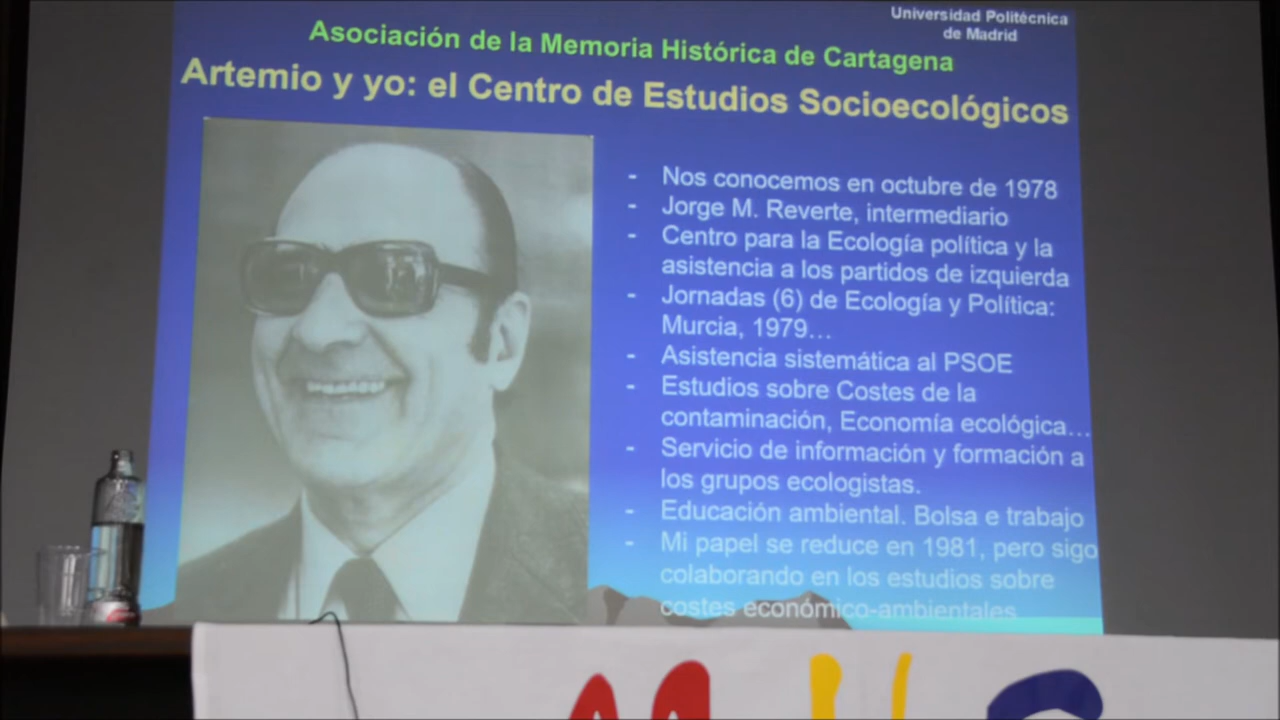 Universidad Politécnica
de Madrid
Asociación de la Memoria Histórica de Cartagena
Artemio y yo: el Centro de Estudios Socioecológicos
- Nos conocemos en octubre de 1978
- Jorge M. Reverte, intermediario
- Centro para la Ecología política y la
asistencia a los partidos de izquierda
- Jornadas (6) de Ecología y Política:
Murcia, 1979…
- Asistencia sistemática al PSOE
- Estudios sobre Costes de la
contaminación, Economía ecológica…
- Servicio de información y formación a
los grupos ecologistas.
- Educación ambiental. Bolsa e trabajo
- Mi papel se reduce en 1981, pero sigo
colaborando en los estudios sobre
costes económico-ambientales